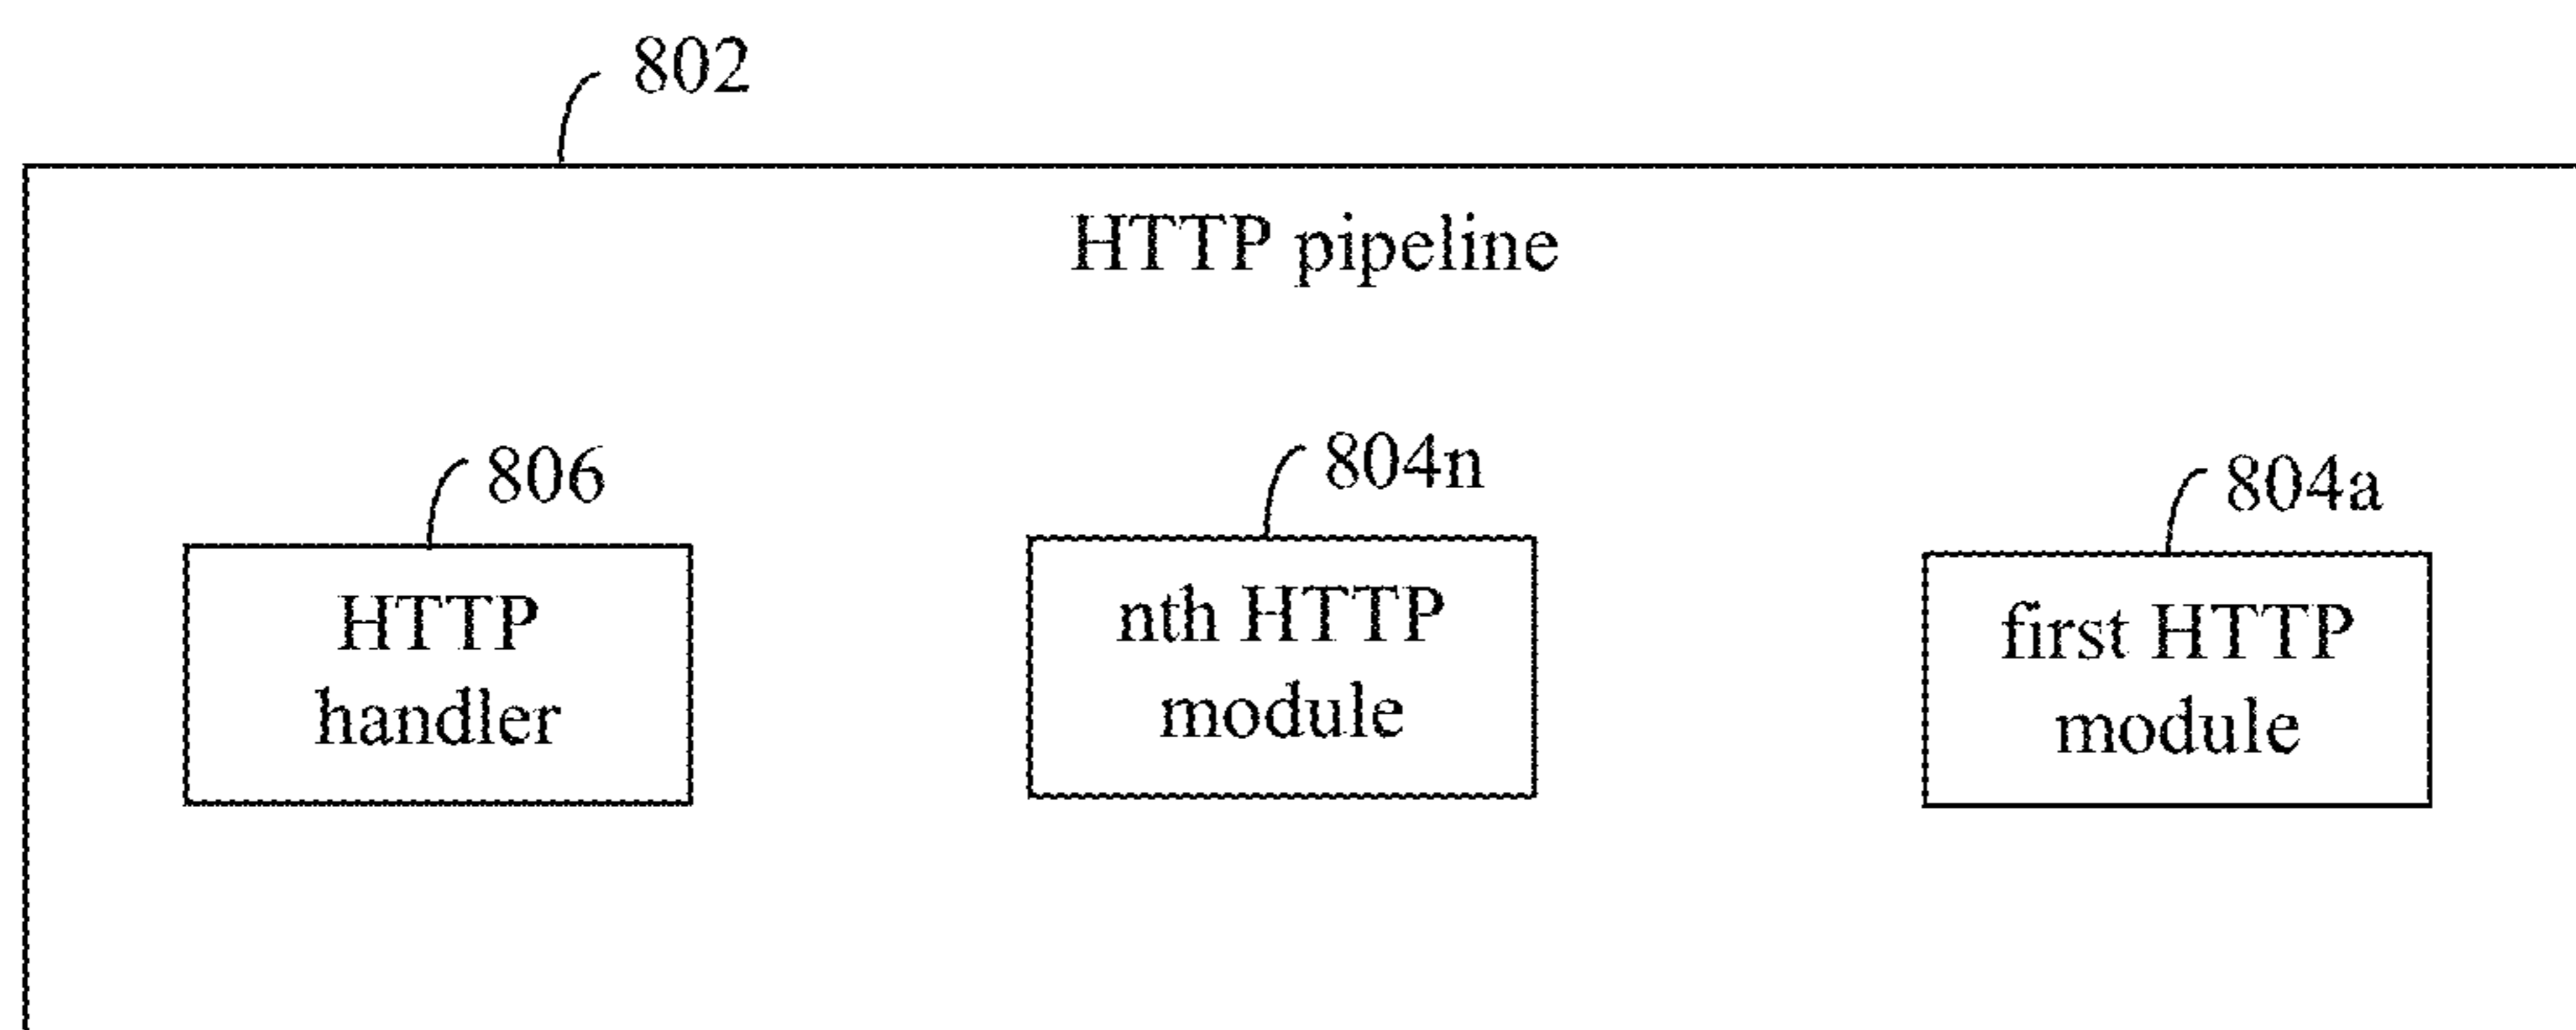 802
HTTP pipeline
806
HTTP
handler
804n
nth HTTP
module
804a
first HTTP
module